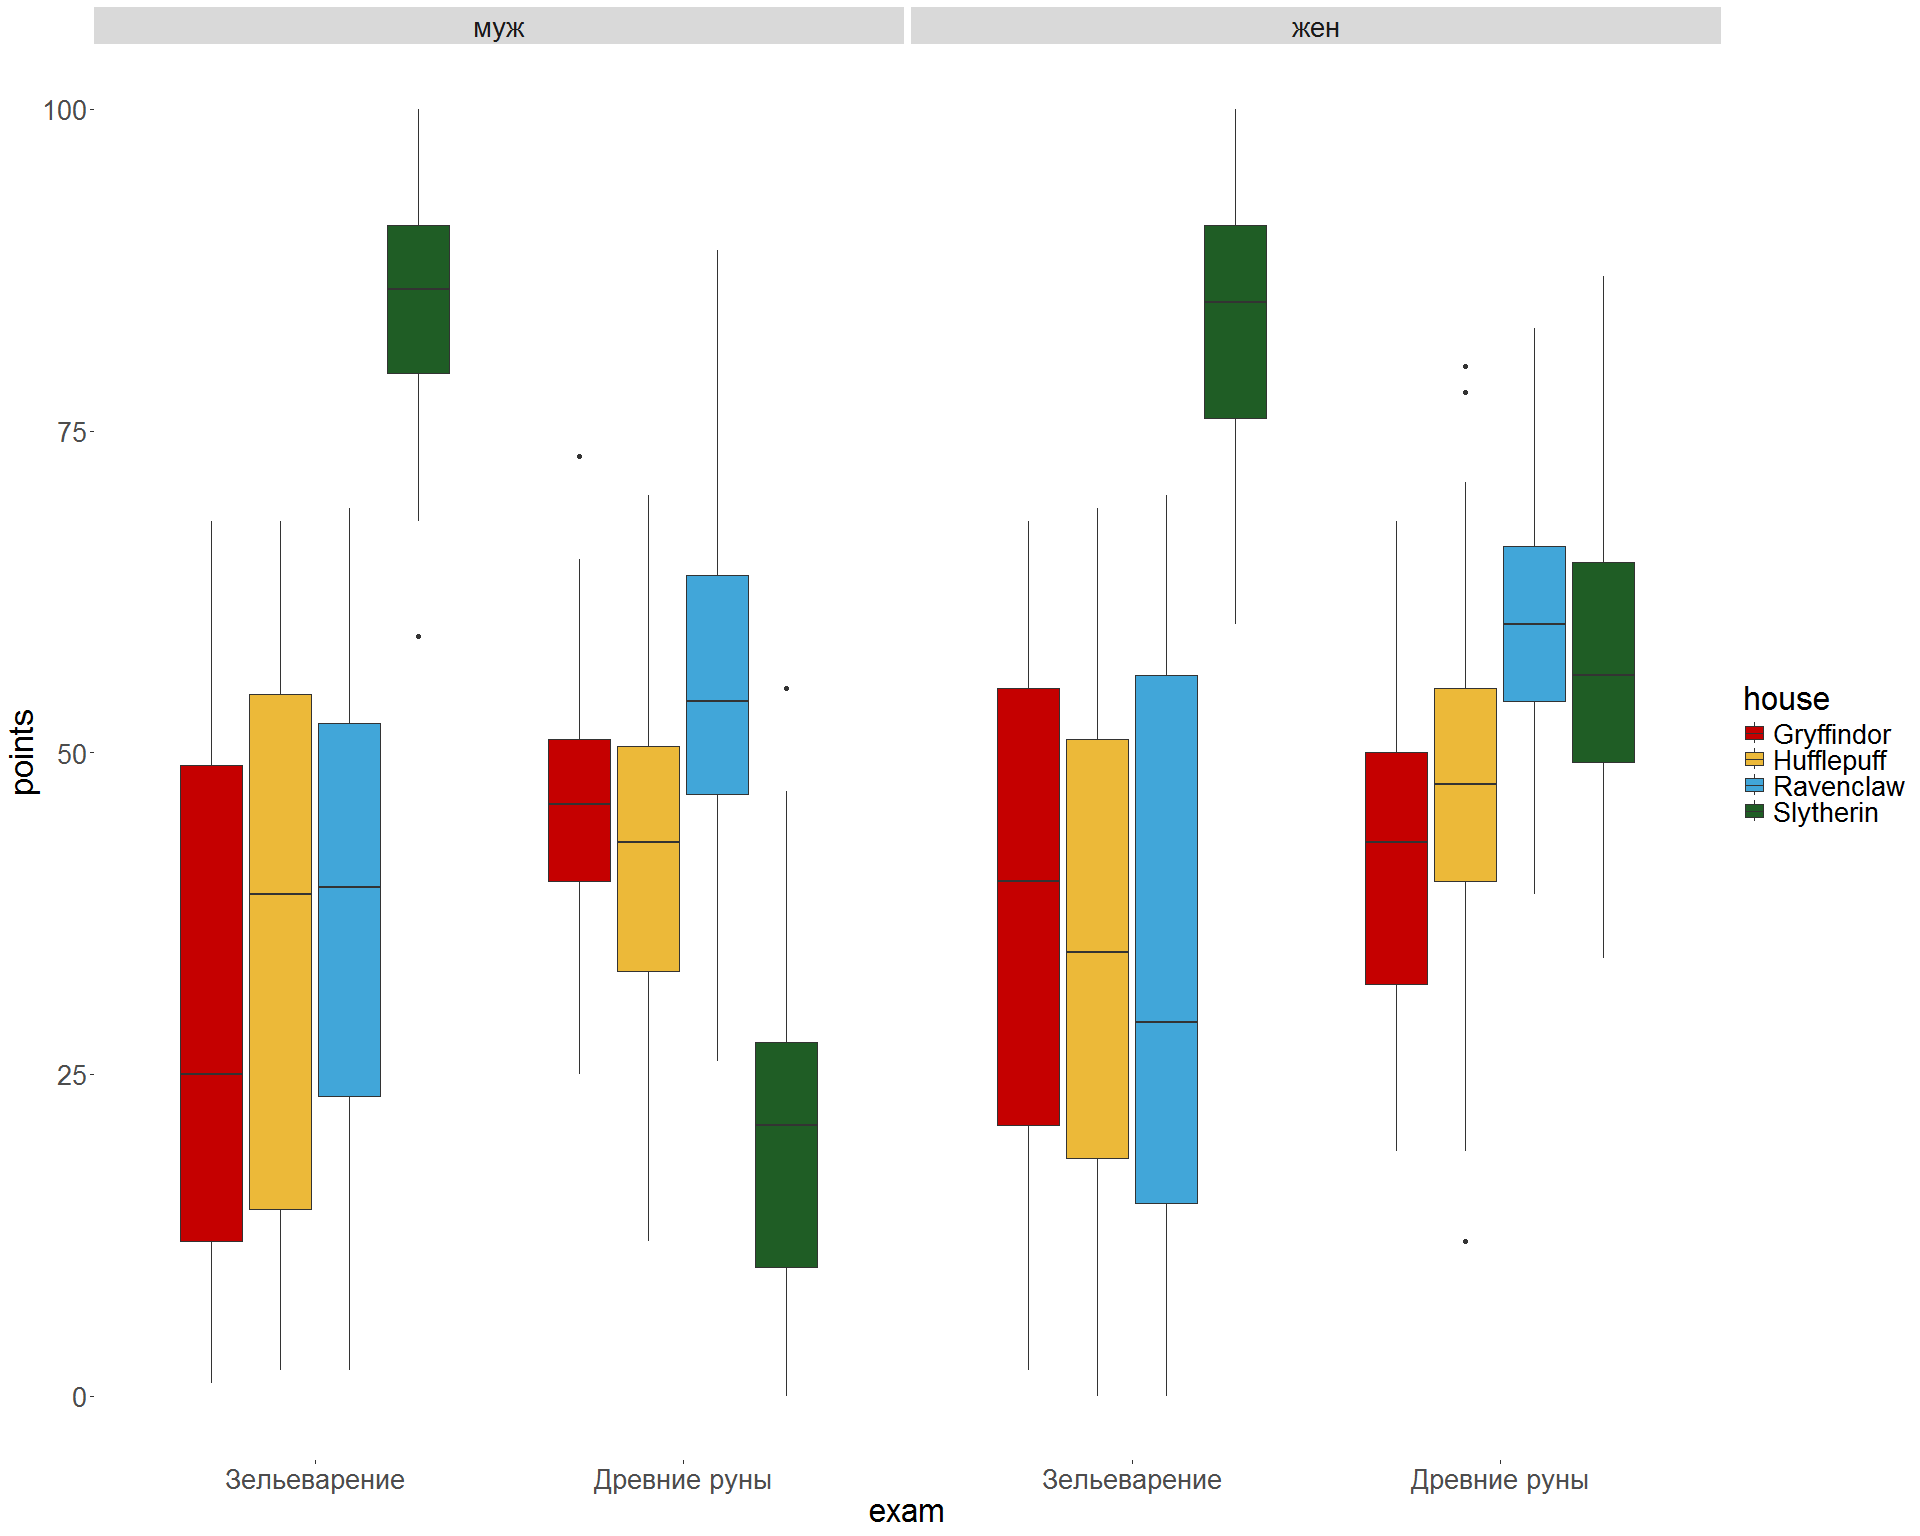 муж
жен
100
75
50
25
0
points
Зельеварение
Древние руны
Зельеварение
Древние руны
exam
house
Gryffindor
Hufflepuff
Ravenclaw
Slytherin